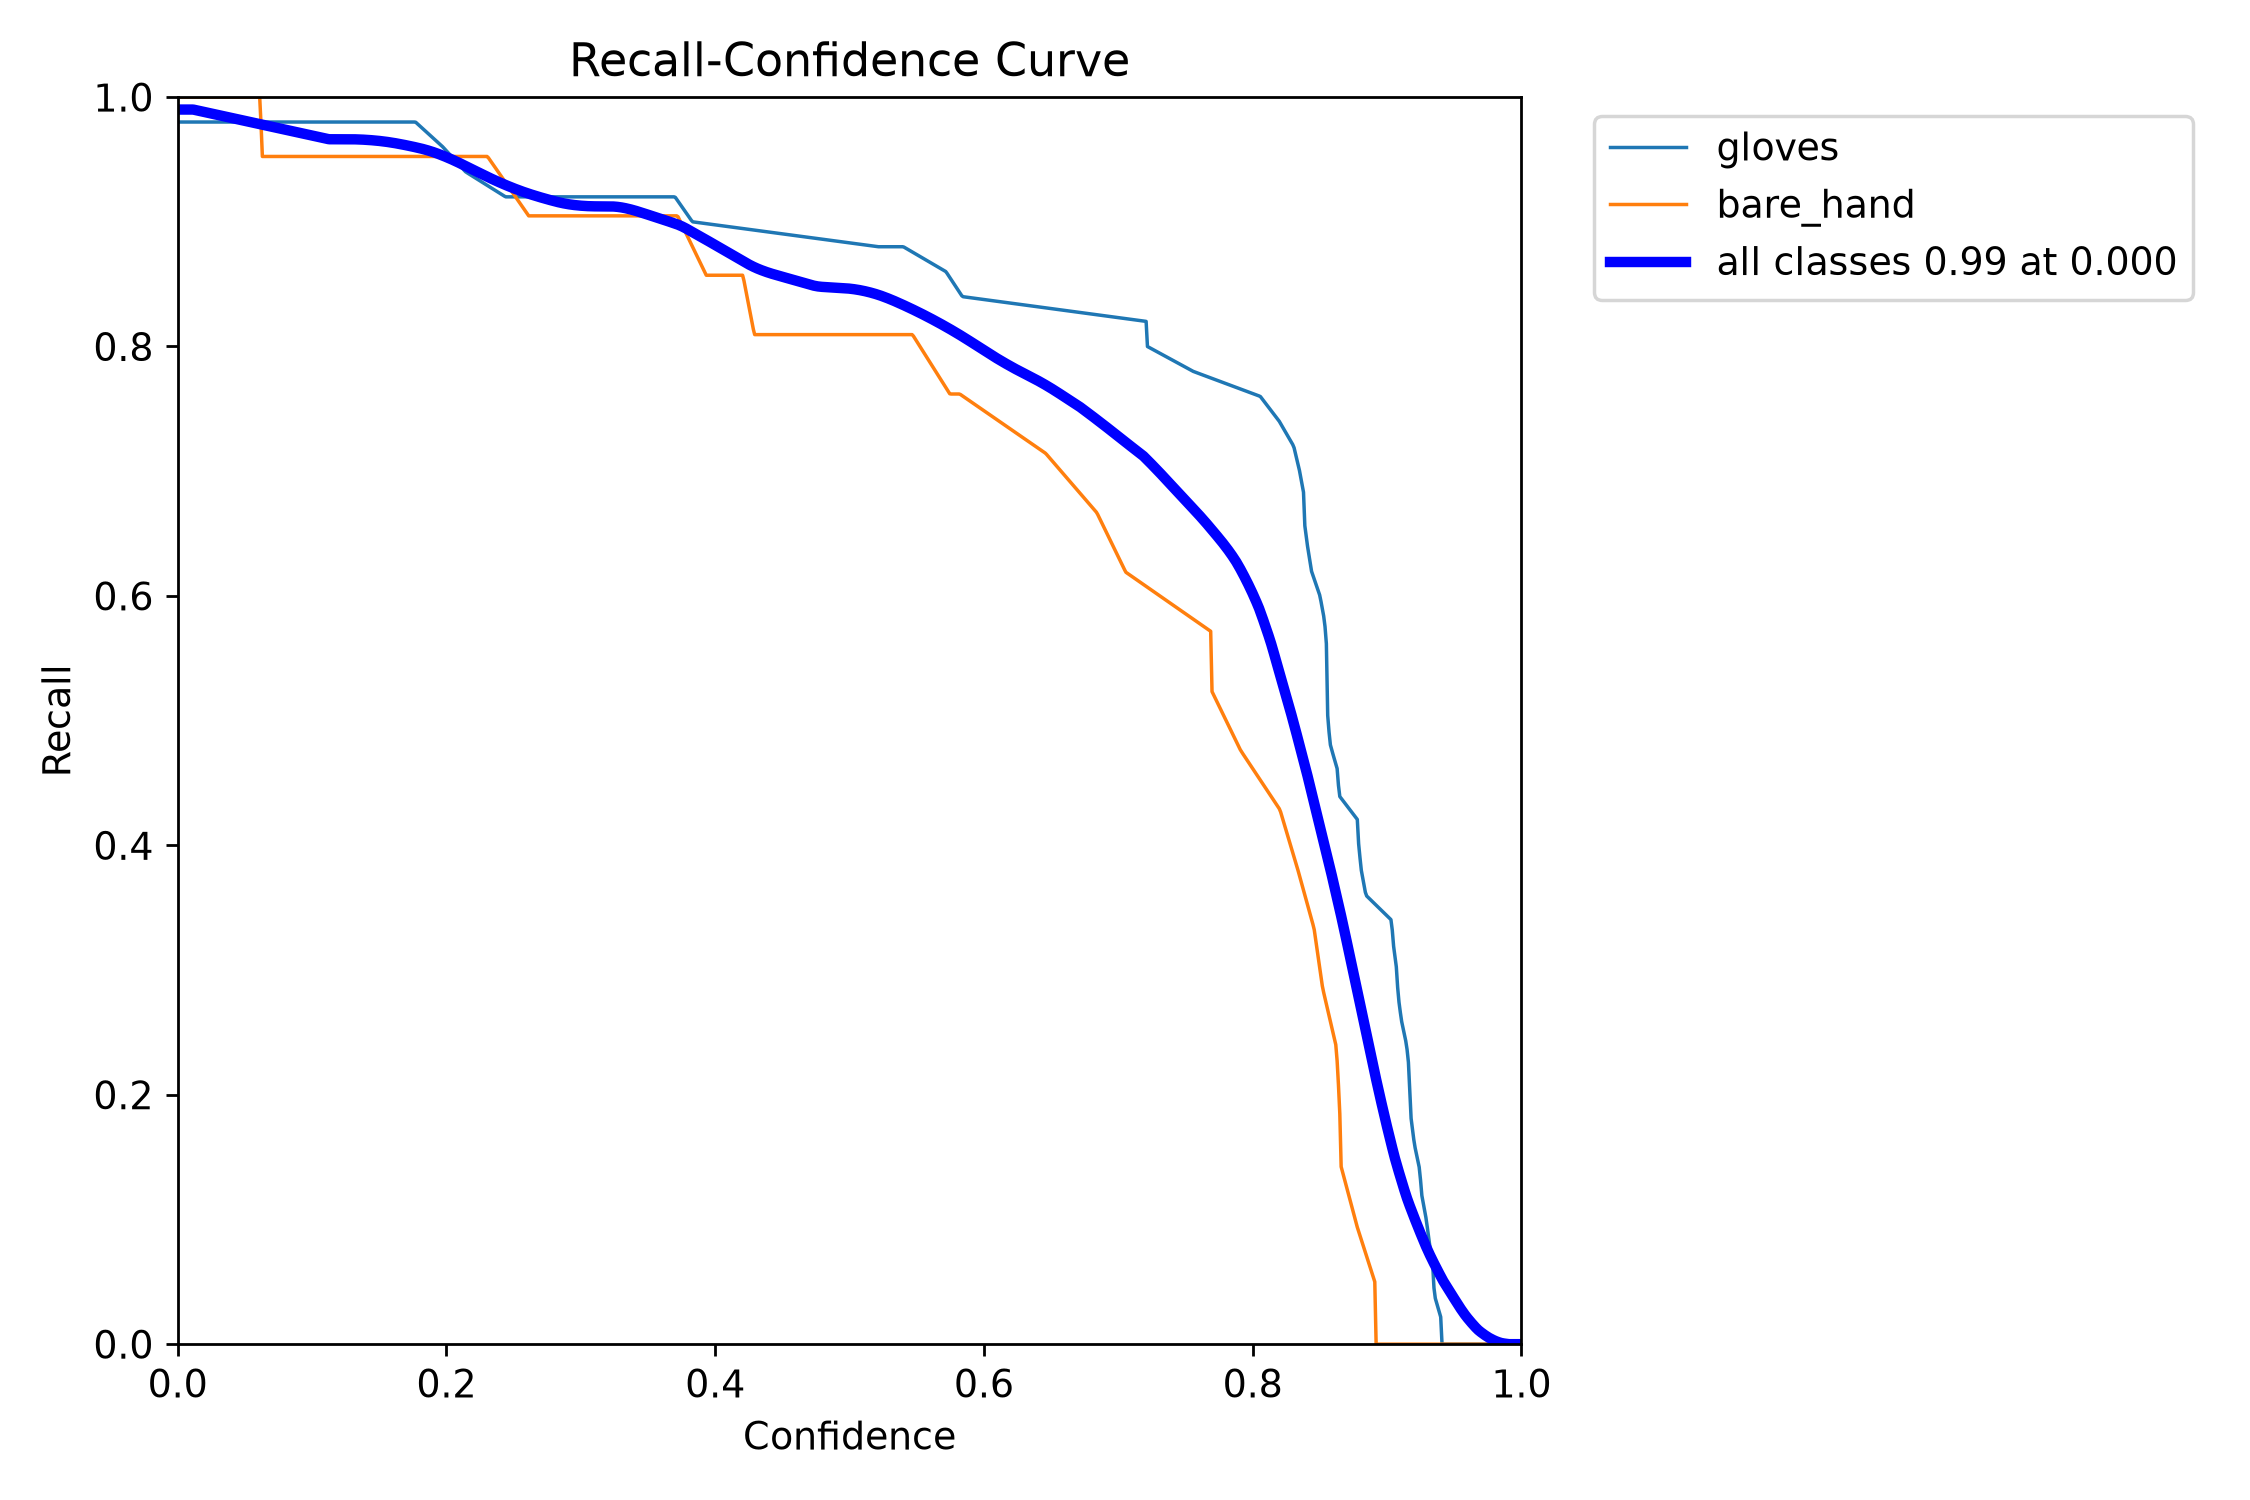 Recall-Confidence Curve
1.0
0.8
0.6
0.4
0.2
0.0
Recall
0.0 0.2 0.4 0.6 0.8 1.0
Confidence
gloves
bare_hand
all classes 0.99 at 0.000